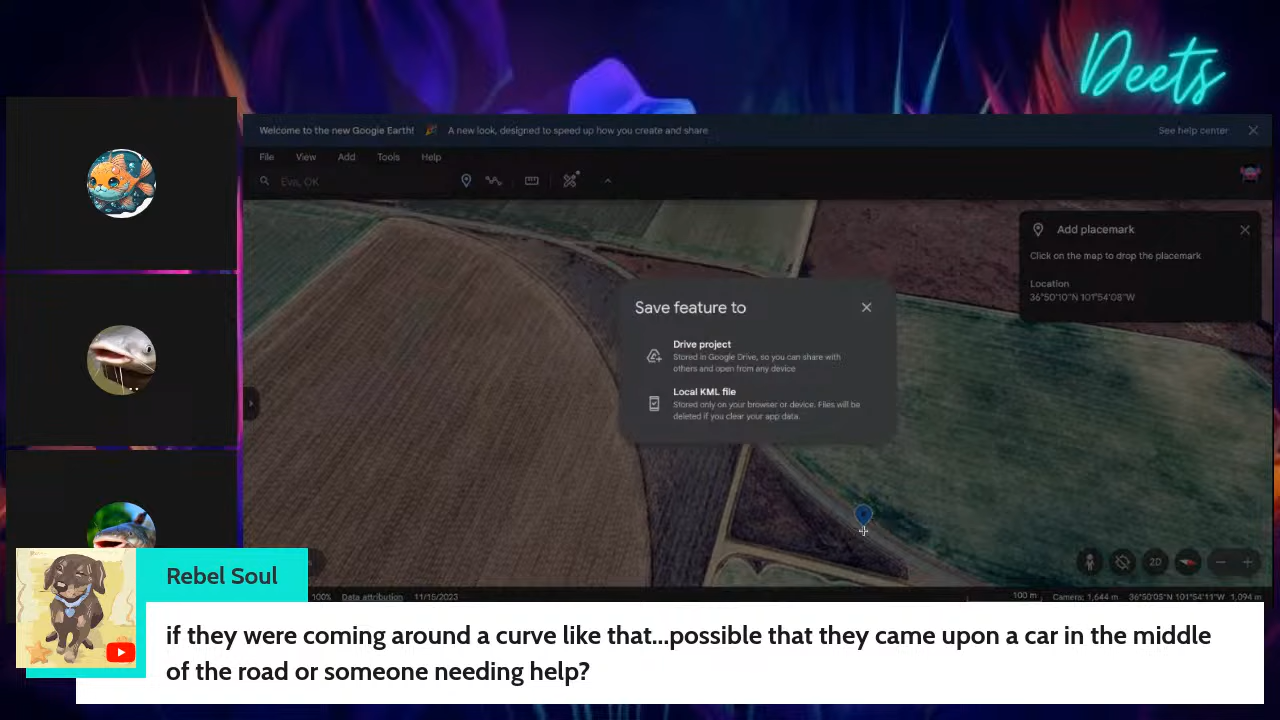 Deets
Welcome to the new Google Earth! 🎉 A new look, designed to speed up how you create and share
See help center
File View Add Tools Help
Eva, OK
Add placemark
Click on the map to drop the placemark
Location
36°50'10"N 101°54'08"W
Save feature to
Drive project
Stored in Google Drive, so you can share with
others and open from any device
Local KML file
Stored only on your browser or device. Files will be
deleted if you clear your app data.
2D
100% Data attribution 11/15/2023
100 m Camera: 1,644 m 36°50'05"N 101°54'11"W 1,094 m
Rebel Soul
if they were coming around a curve like that...possible that they came upon a car in the middle
of the road or someone needing help?